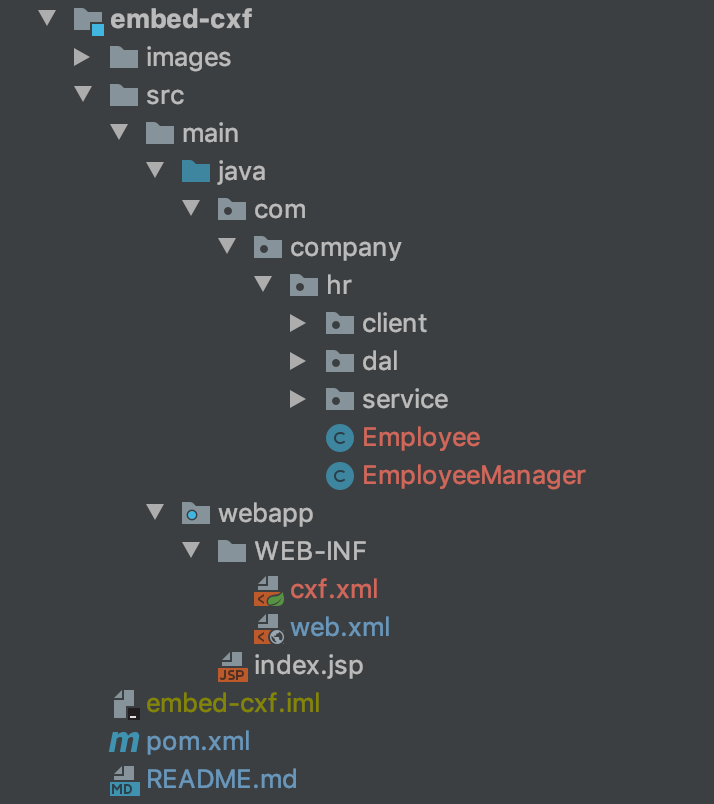 embed-cxf
images
src
main
java
com
company
hr
client
dal
service
C Employee
C EmployeeManager
webapp
WEB-INF
cxf.xml
web.xml
JSP index.jsp
embed-cxf.iml
m pom.xml
MD README.md